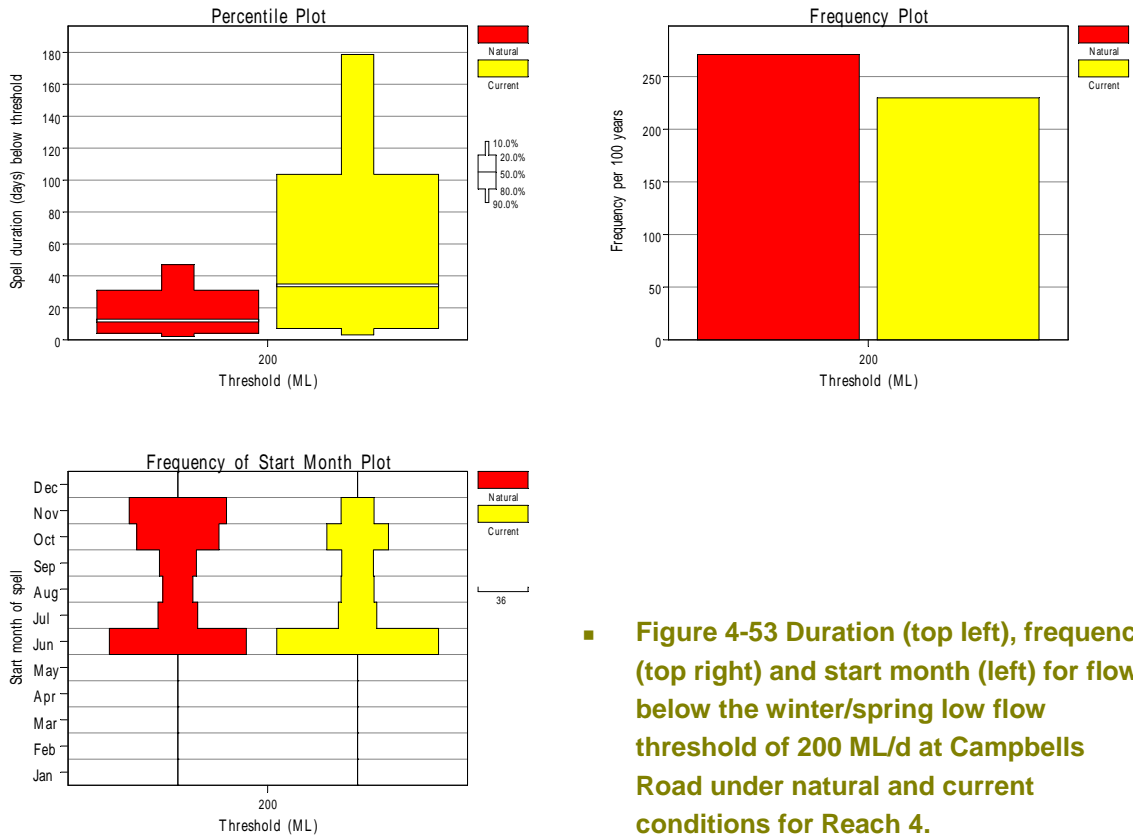 Percentile Plot
Spell duration (days) below threshold
180
160
140
120
100
80
60
40
20
0
200
Threshold (ML)
Natural
Current
10.0%
20.0%
50.0%
80.0%
90.0%
Frequency Plot
Frequency per 100 years
250
200
150
100
50
0
200
Threshold (ML)
Natural
Current
Frequency of Start Month Plot
Start month of spell
Dec
Nov
Oct
Sep
Aug
Jul
Jun
May
Apr
Mar
Feb
Jan
200
Threshold (ML)
Natural
Current
36
▪ Figure 4-53 Duration (top left), frequenc
(top right) and start month (left) for flow
below the winter/spring low flow
threshold of 200 ML/d at Campbells
Road under natural and current
conditions for Reach 4.